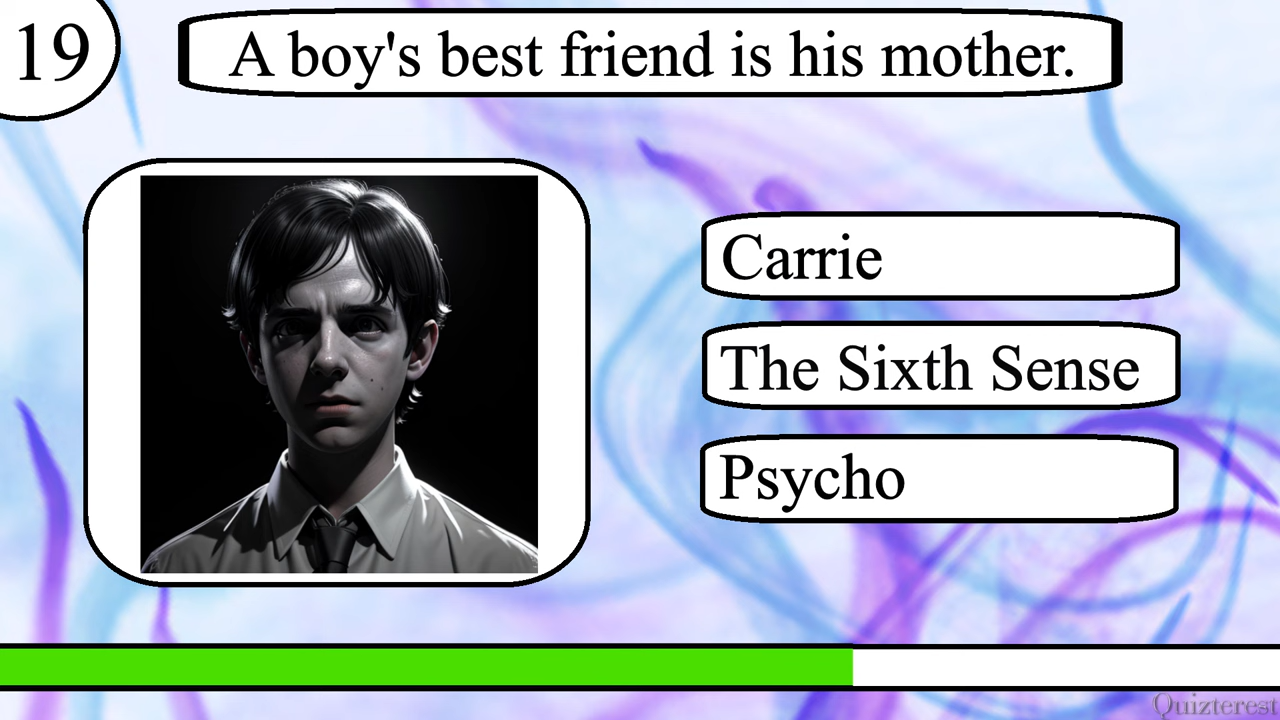 19
A boy's best friend is his mother.
Carrie
The Sixth Sense
Psycho
Quizterest